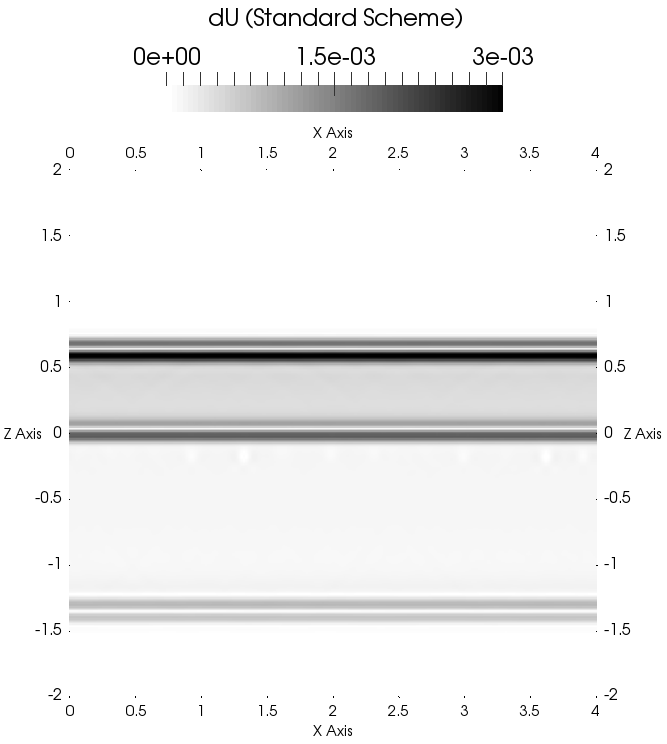 dU (Standard Scheme)
0e+00 1.5e-03 3e-03
X Axis
0 0.5 1 1.5 2 2.5 3 3.5 4
2 2
1.5 1.5
1 1
0.5 0.5
Z Axis 0 0 Z Axis
-0.5 -0.5
-1 -1
-1.5 -1.5
-2 -2
0 0.5 1 1.5 2 2.5 3 3.5 4
X Axis